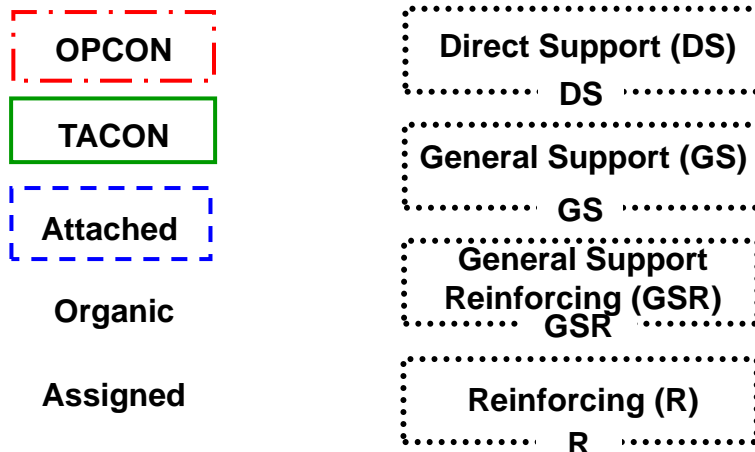 OPCON
TACON
Attached
Organic
Assigned
Direct Support (DS)
DS
General Support (GS)
GS
General Support
Reinforcing (GSR)
GSR
Reinforcing (R)
R